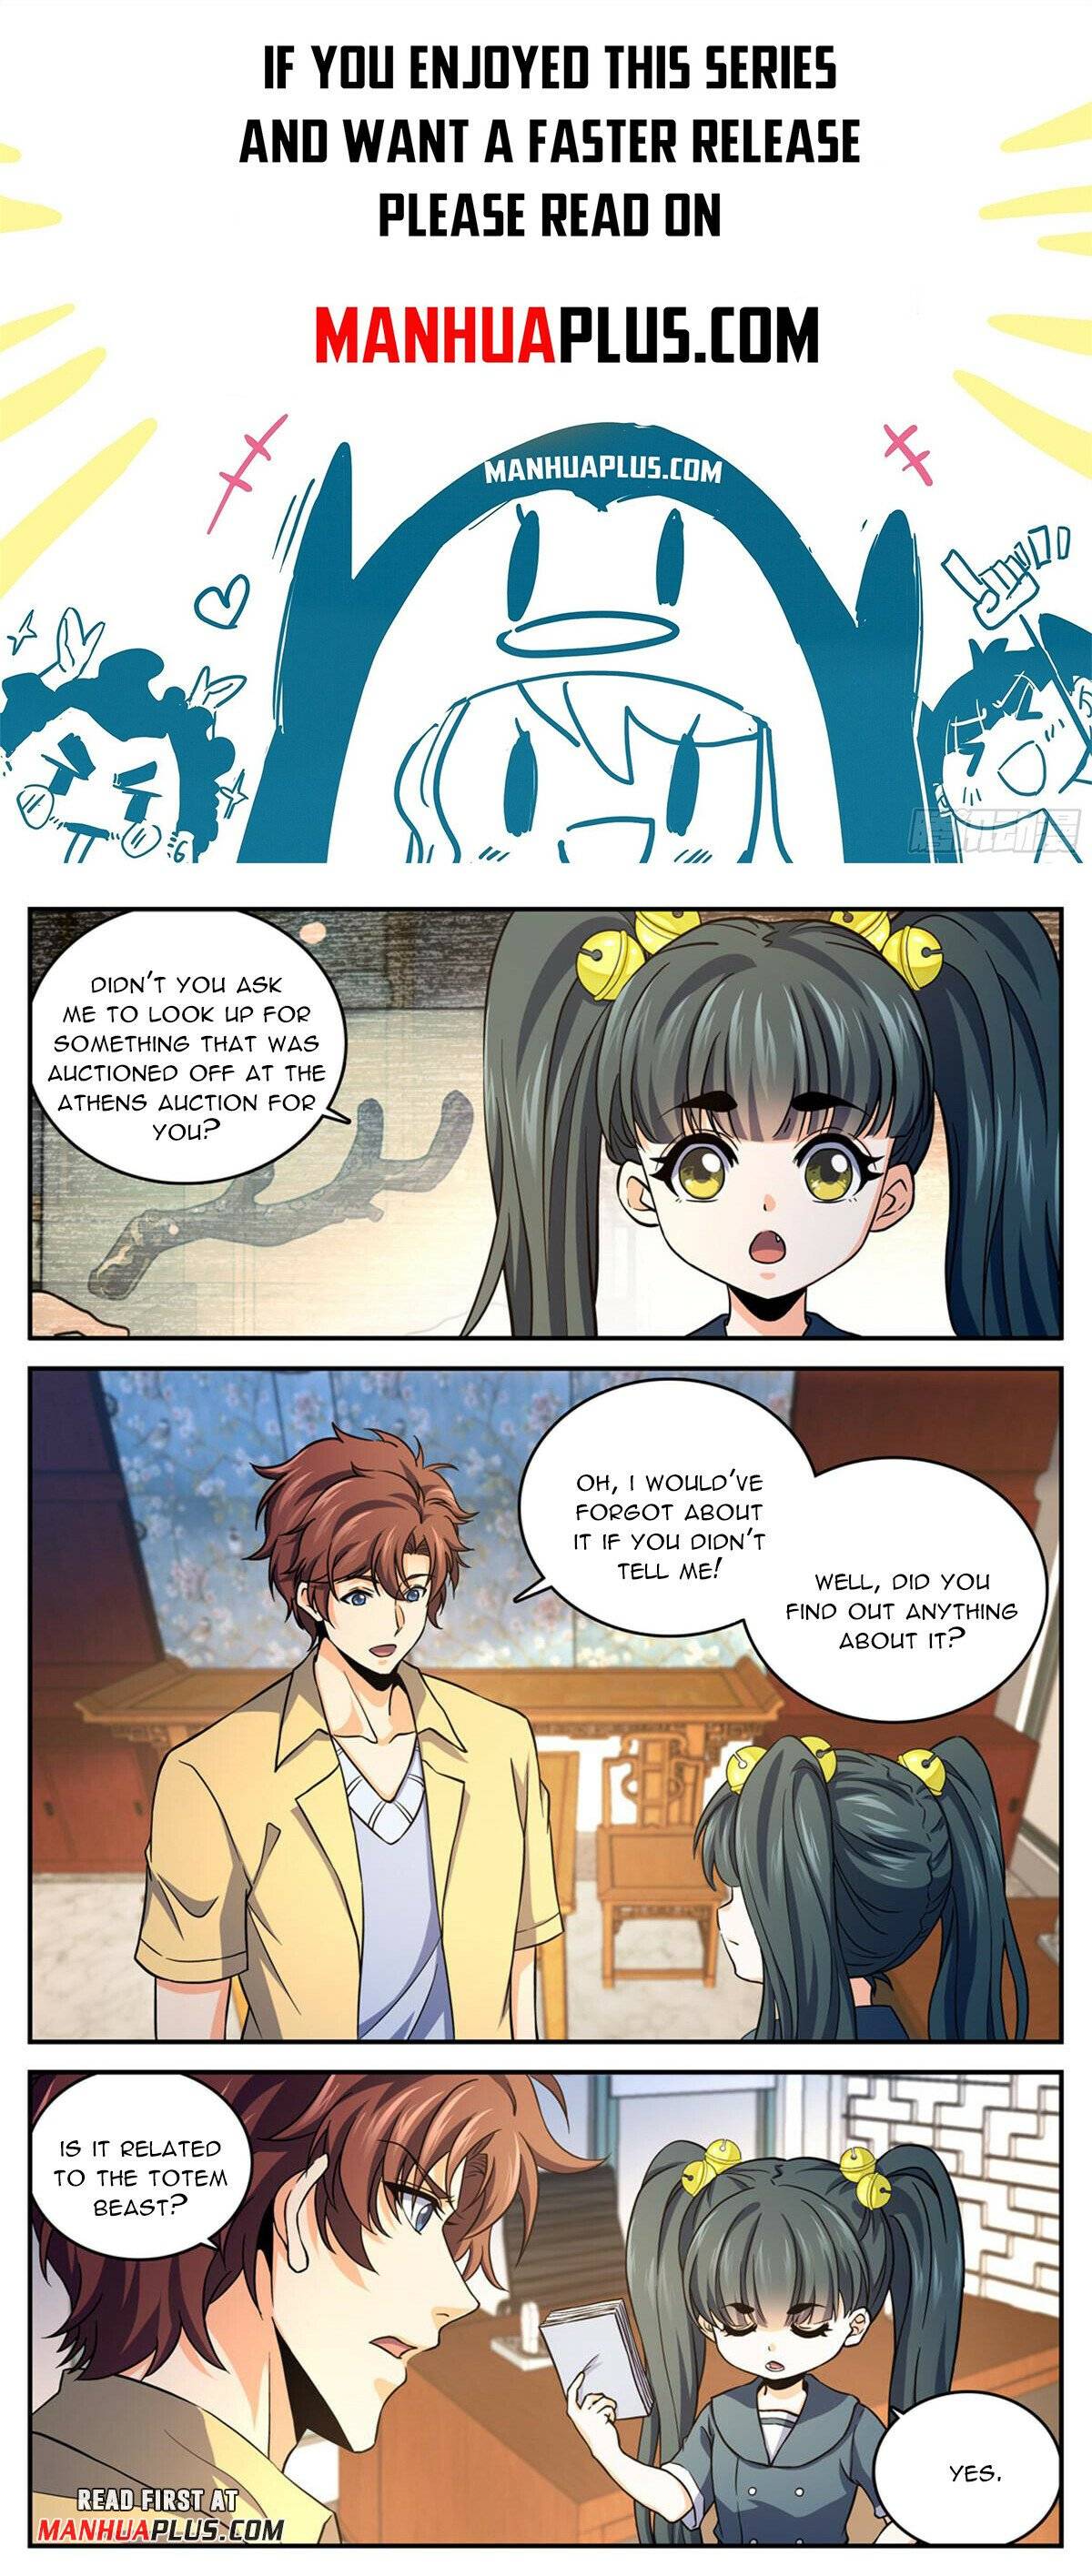 IF YOU ENJOYED THIS SERIES
AND WANT A FASTER RELEASE
PLEASE READ ON
MANHUAPLUS.COM
MANHUAPLUS.COM
DIDN'T YOU ASK
ME TO LOOK UP FOR
SOMETHING THAT WAS
AUCTIONED OFF AT THE
ATHENS AUCTION FOR
YOU?
OH, I WOULD'VE
FORGOT ABOUT
IT IF YOU DIDN'T
TELL ME!
WELL, DID YOU
FIND OUT ANYTHING
ABOUT IT?
IS IT RELATED
TO THE TOTEM
BEAST?
YES.
READ FIRST AT
MANHUAPLUS.COM